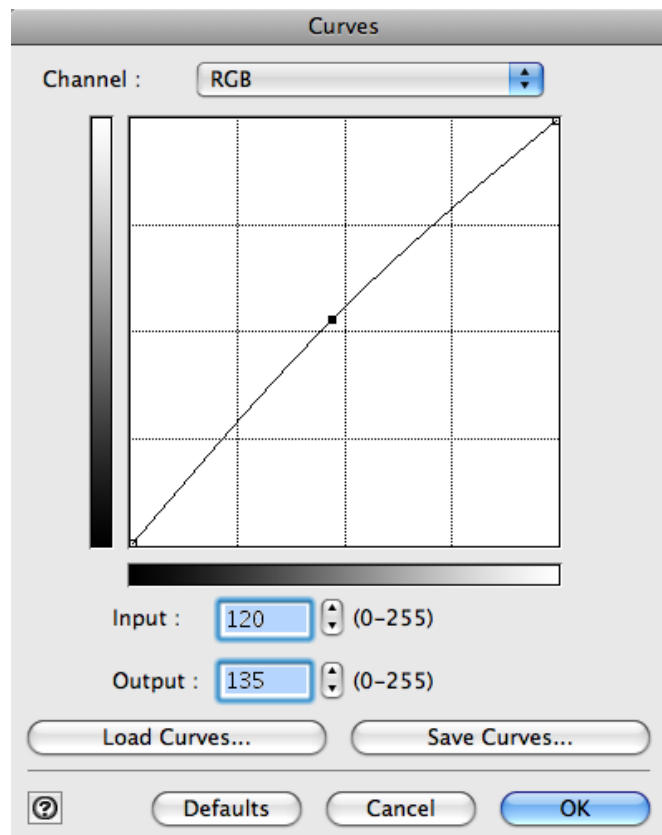 Curves
Channel : RGB
Input : 120 (0–255)
Output : 135 (0–255)
Load Curves... Save Curves...
? Defaults Cancel OK